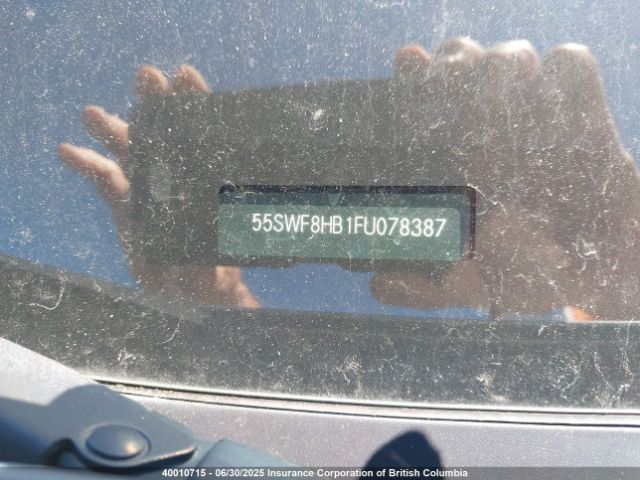 55SWF8HB1FU078387
40010715 - 06/30/2025 Insurance Corporation of British Columbia